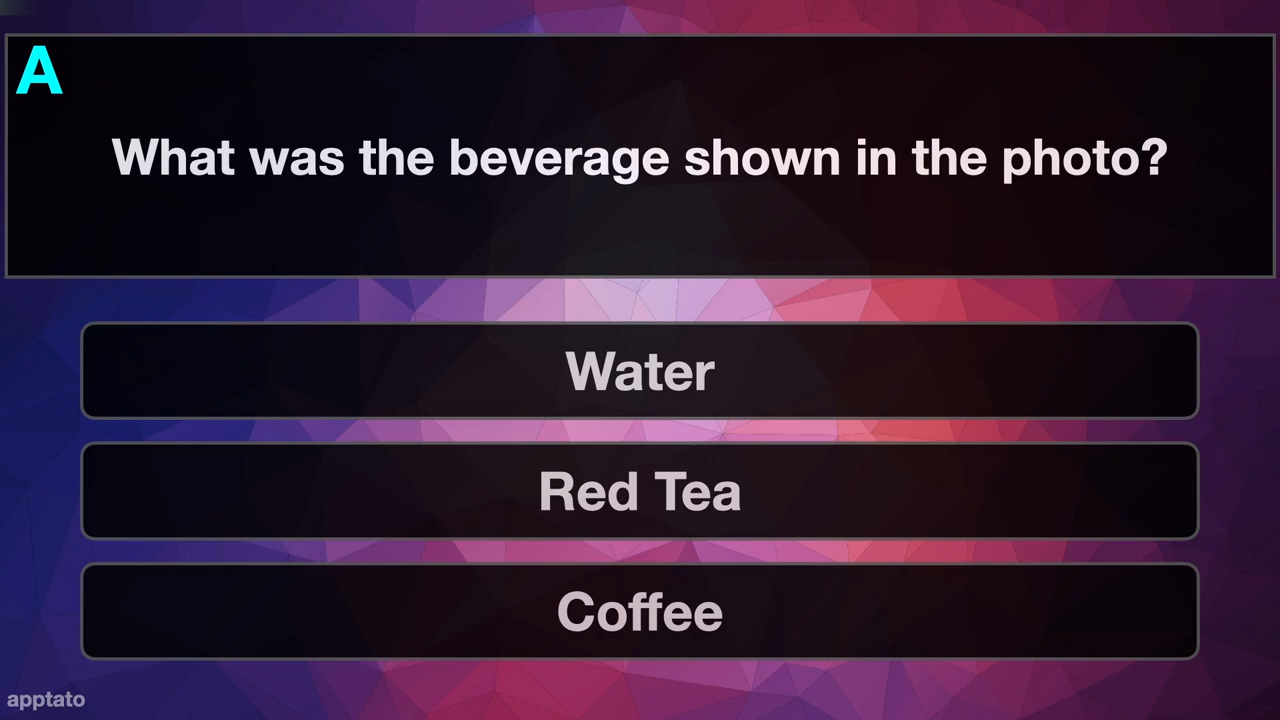 A
What was the beverage shown in the photo?
Water
Red Tea
Coffee
apptato